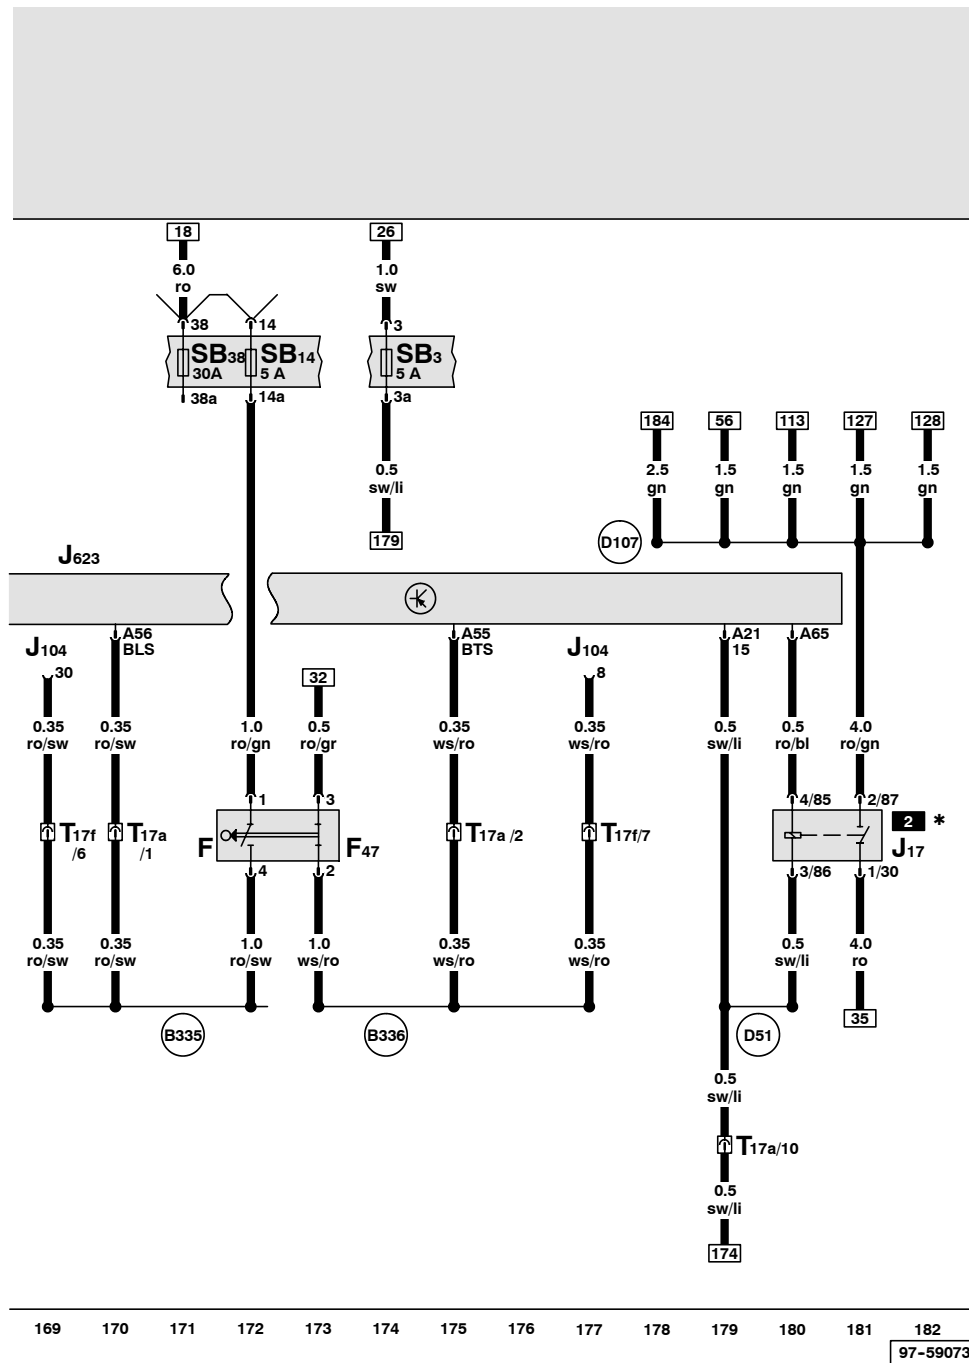 18 26
6.0 1.0
ro sw
38 14 3
SB38 SB14 SB3
30A 5 A 5 A
38a 14a 3a
184 56 113 127 128
0.5 2.5 1.5 1.5 1.5 1.5
sw/li gn gn gn gn gn
179 D107
J623
A56 A55 A21 A65
J104 BLS BTS J104 15
30 32 8
0.35 0.35 1.0 0.5 0.35 0.35 0.5 0.5 4.0
ro/sw ro/sw ro/gn ro/gr ws/ro ws/ro sw/li ro/bl ro/gn
1 3 4/85 2/87
2 *
T17f T17a T17a /2 T17f/7
/6 /1 F F47 J17
4 2 3/86 1/30
0.35 0.35 1.0 1.0 0.35 0.35 0.5 4.0
ro/sw ro/sw ro/sw ws/ro ws/ro ws/ro sw/li ro
35
B335 B336 D51
0.5
sw/li
T17a/10
0.5
sw/li
174
169 170 171 172 173 174 175 176 177 178 179 180 181 182
97-59073